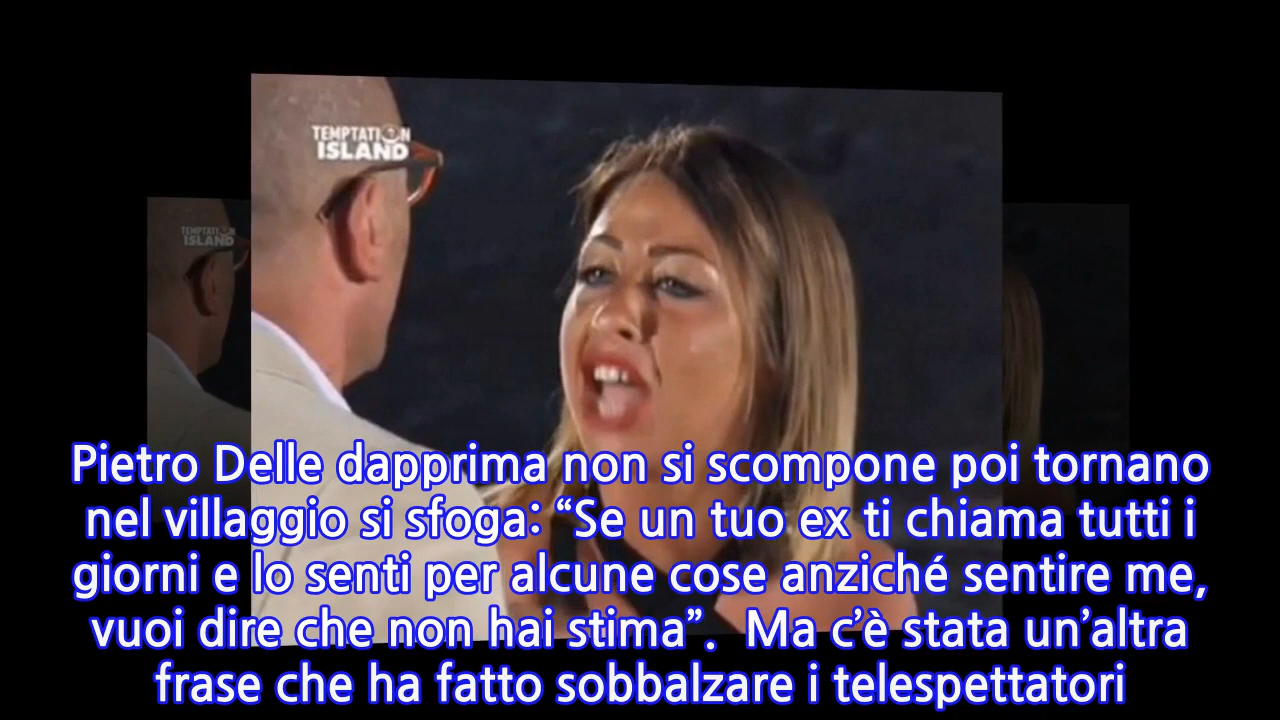 TEMPTATION
ISLAND
TEMPTATION
ISLAND
Pietro Delle dapprima non si scompone poi tornano
nel villaggio si sfoga: “Se un tuo ex ti chiama tutti i
giorni e lo senti per alcune cose anziché sentire me,
vuoi dire che non hai stima”.  Ma c’è stata un’altra
frase che ha fatto sobbalzare i telespettatori